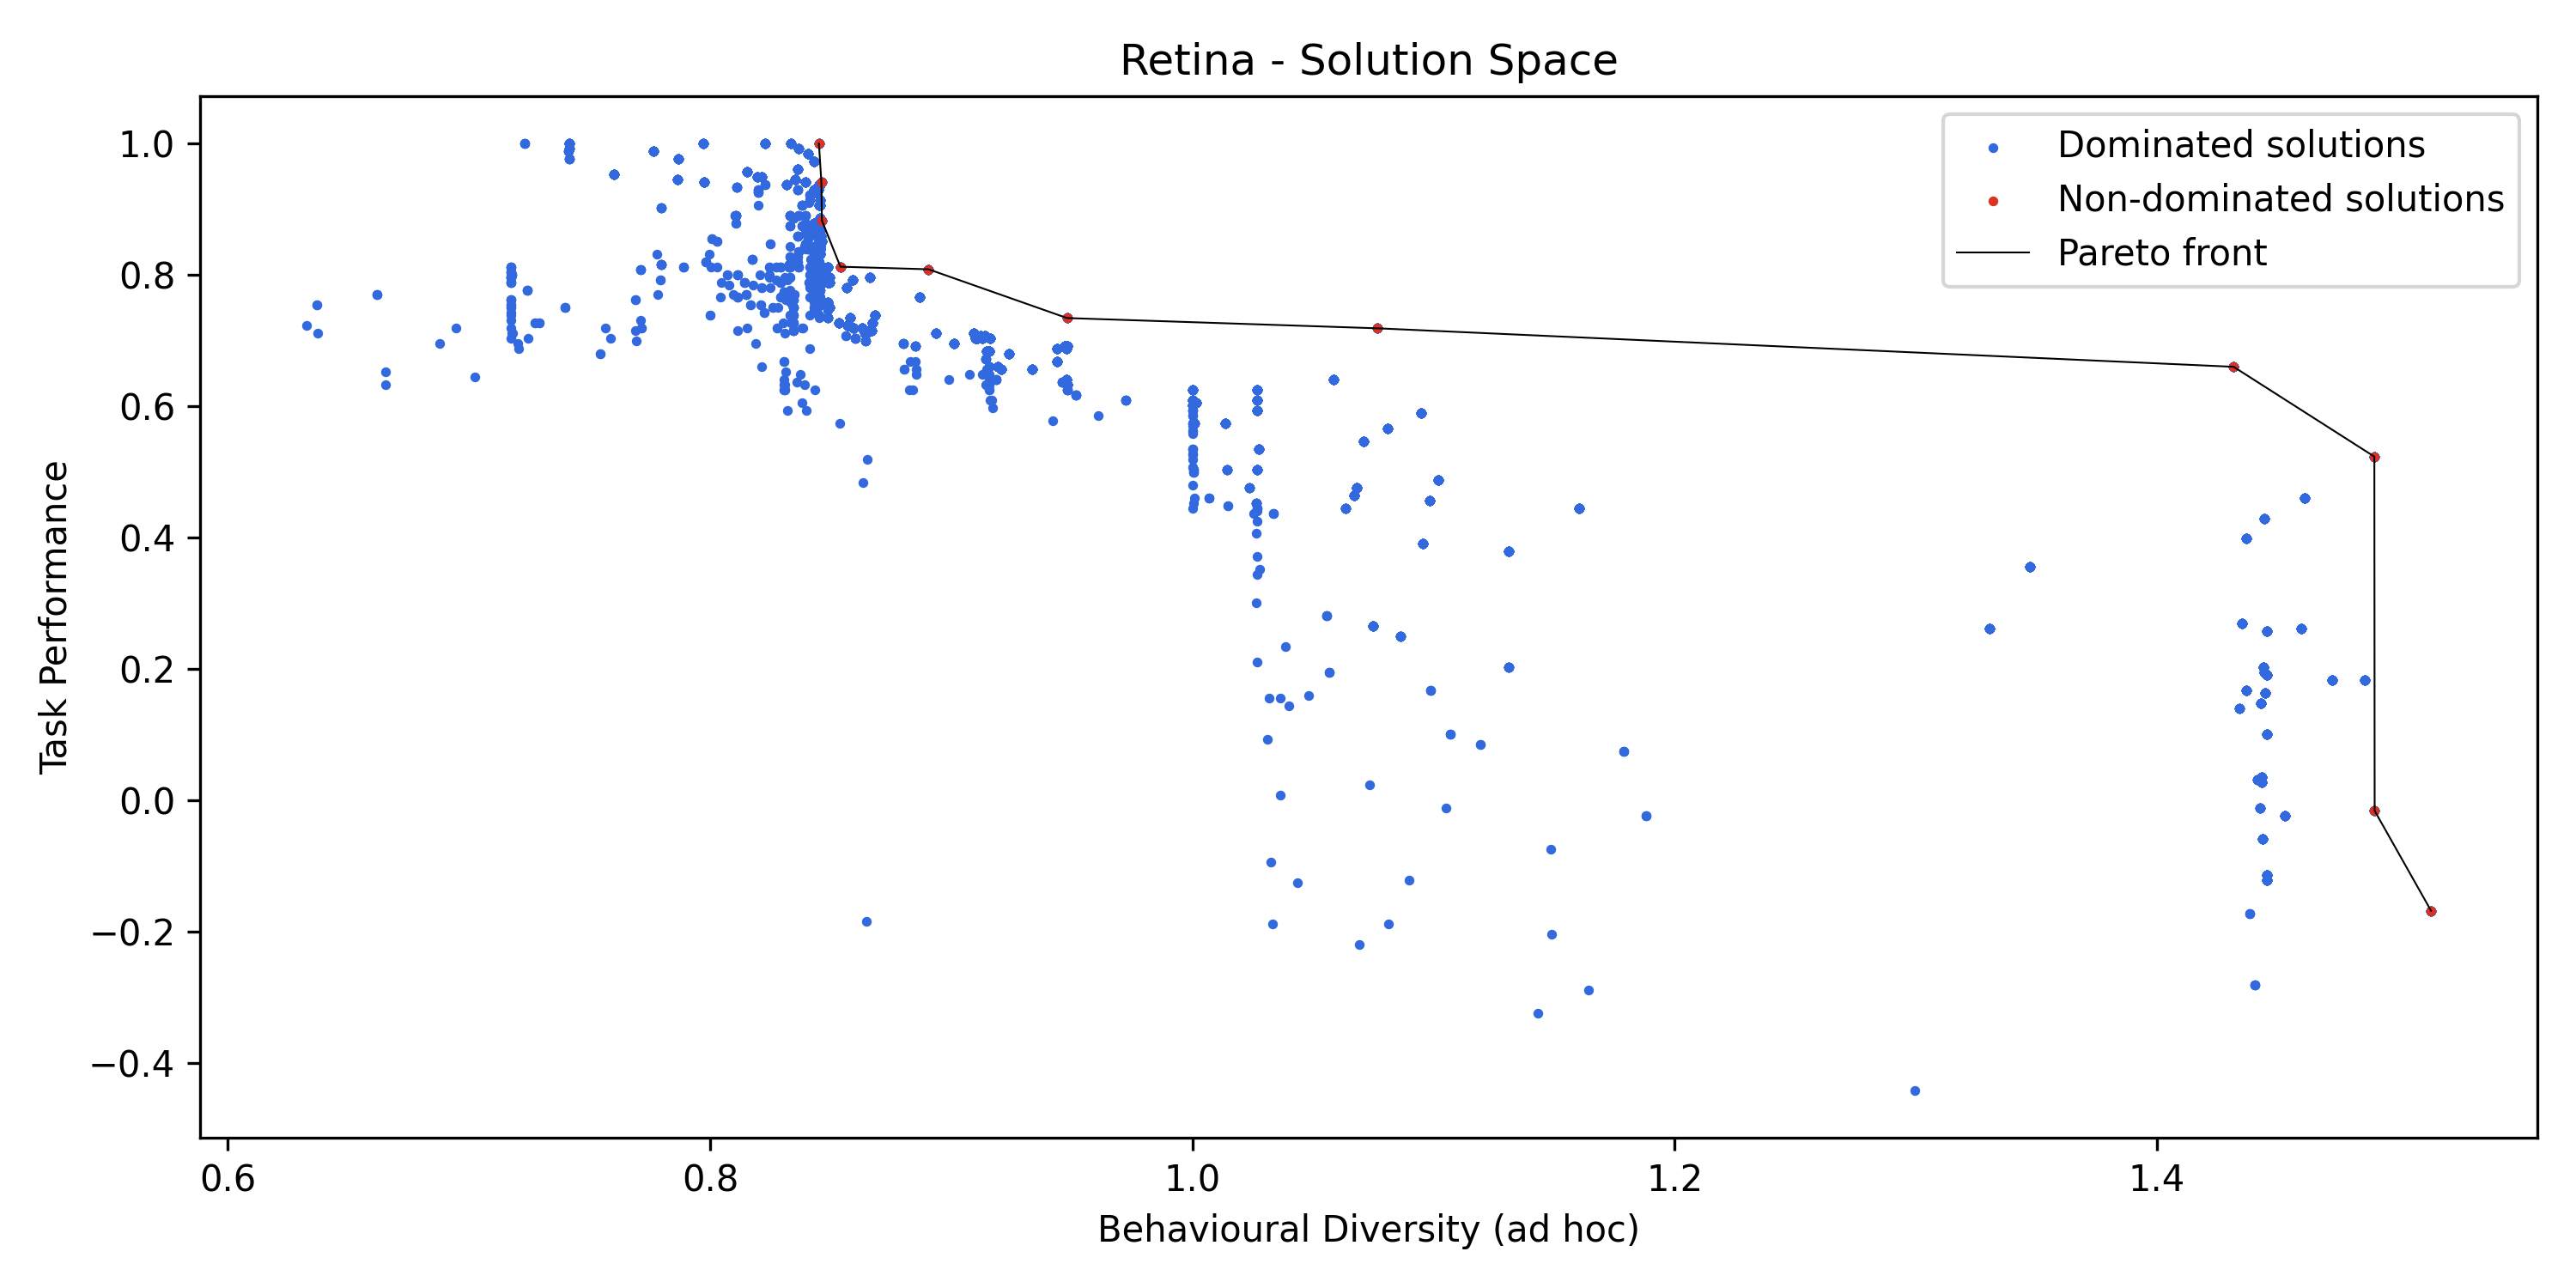 Retina - Solution Space
Dominated solutions
Non-dominated solutions
Pareto front
1.0
0.8
0.6
0.4
0.2
0.0
−0.2
−0.4
Task Performance
0.6
0.8
1.0
1.2
1.4
Behavioural Diversity (ad hoc)